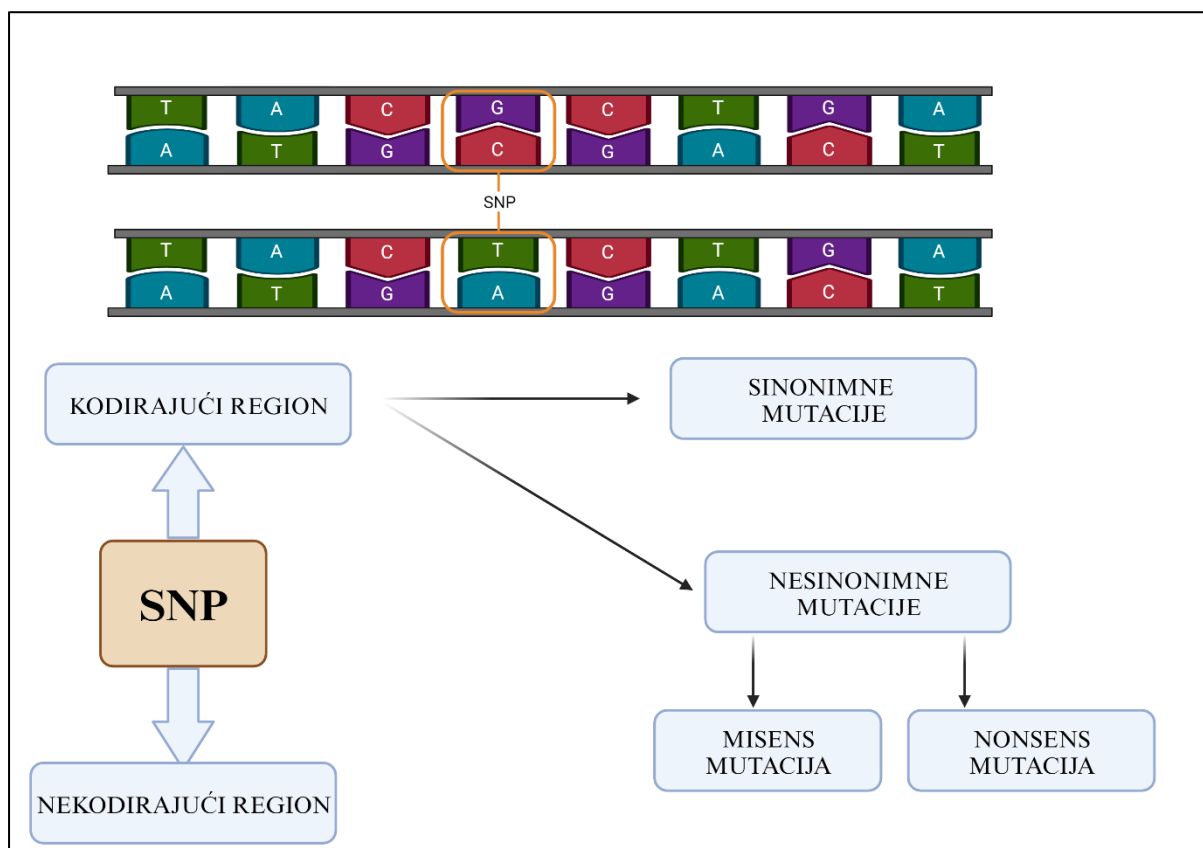 T A C G C T G A
A T G C G A C T
SNP
T A C T C T G A
A T G A G A C T
KODIRAJUĆI REGION
SINONIMNE
MUTACIJE
SNP
NESINONIMNE
MUTACIJE
MISENS
MUTACIJA
NONSENS
MUTACIJA
NEKODIRAJUĆI REGION